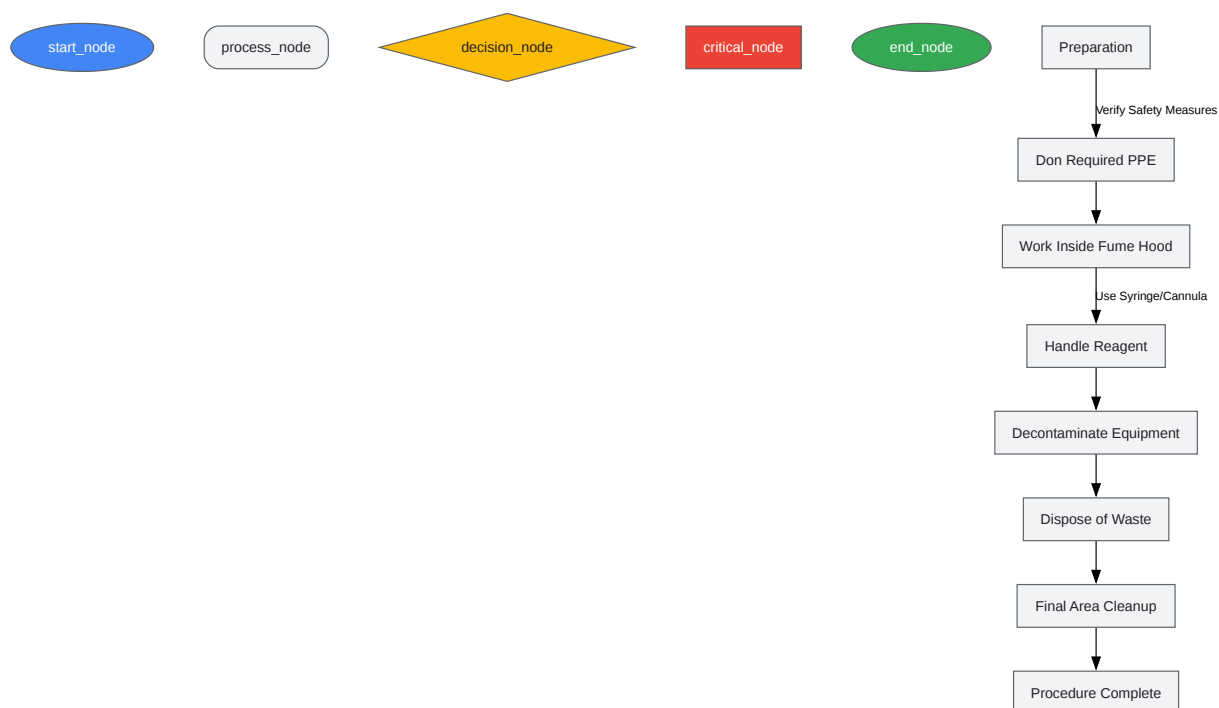 start_node
process_node
decision_node
critical_node
end_node
Preparation
Verify Safety Measures
Don Required PPE
Work Inside Fume Hood
Use Syringe/Cannula
Handle Reagent
Decontaminate Equipment
Dispose of Waste
Final Area Cleanup
Procedure Complete